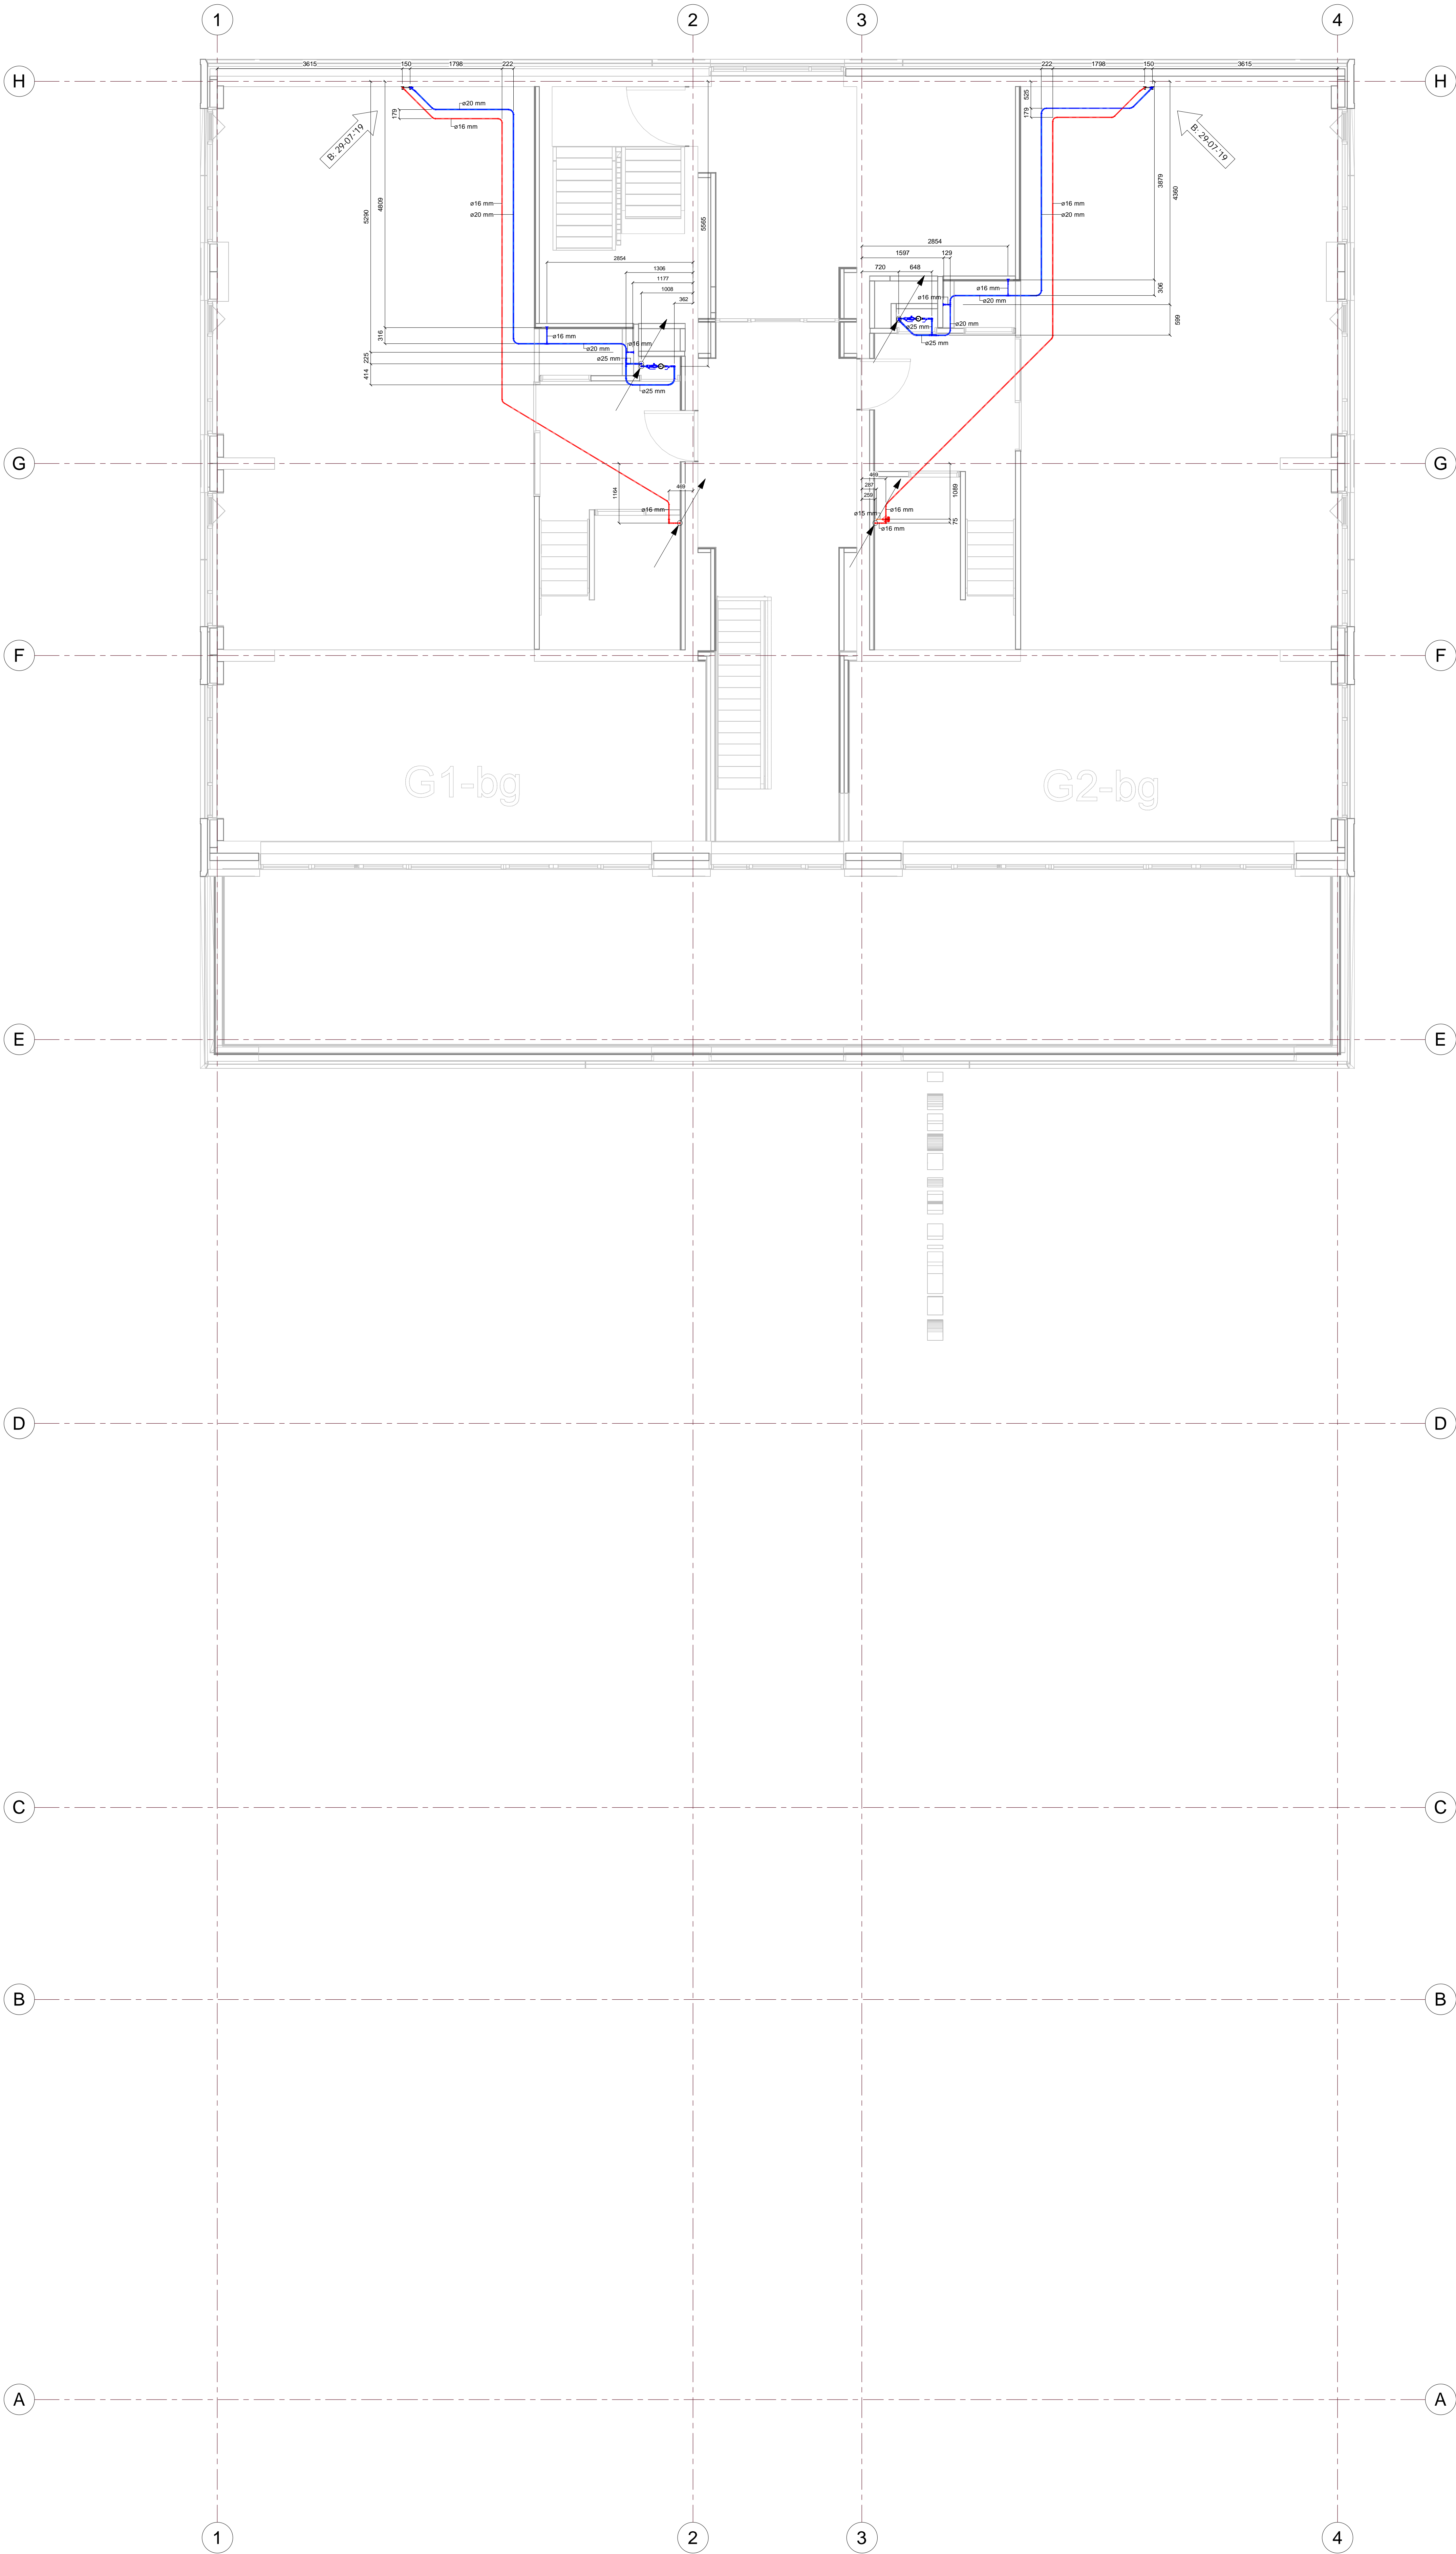 1 2 3 4
3615 150 1798 222 222 1798 150 3615
H H
525
179 ø20 mm 179
ø16 mm
B: 29-07-'19 B: 29-07-'19
3879
4360
4809
5290
ø16 mm ø16 mm
ø20 mm ø20 mm
5565
2854
1597 129
2854
1306 720 648
1177
1008 ø16 mm
362 ø16 mm 306
ø20 mm
599
316 ø16 mm ø25 mm ø20 mm
ø16 mm
ø20 mm ø25 mm
225 ø25 mm
414
ø25 mm
G G
469
1164 469 287 1089
259
ø16 mm ø15 mm ø16 mm
75
ø16 mm
F F
G1-bg G2-bg
E E
D D
C C
B B
A A
1 2 3 4